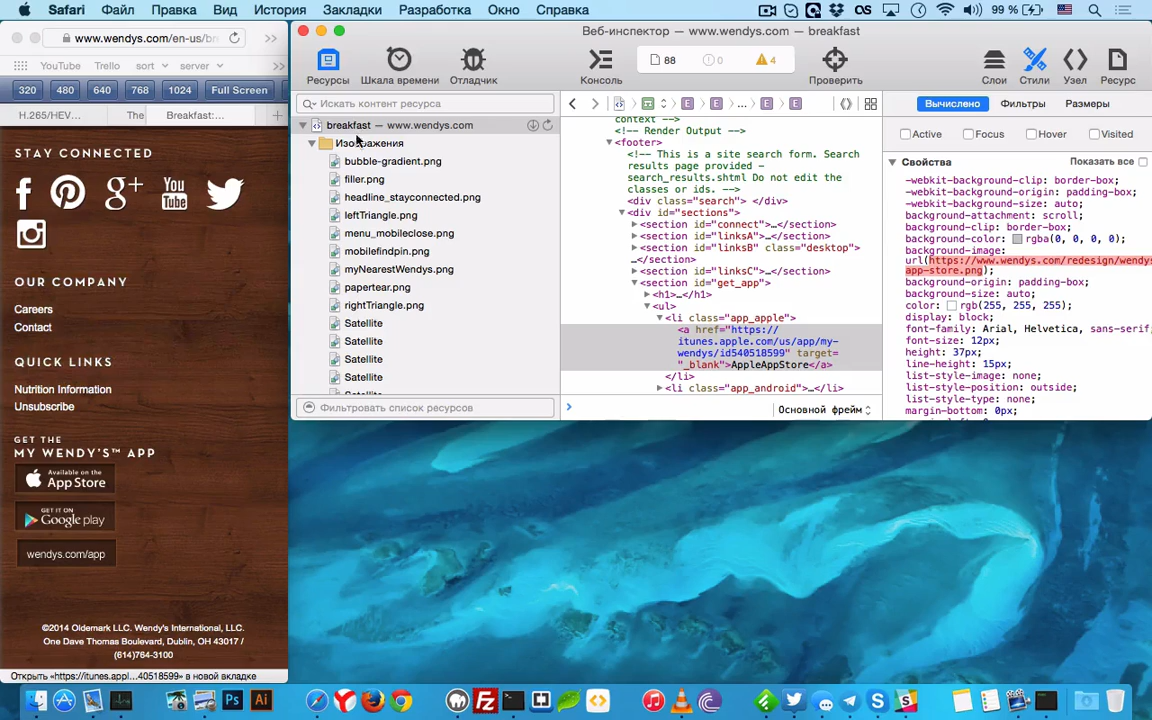 Safari Файл Правка Вид История Закладки Разработка Окно Справка
99 %
www.wendys.com/en-us/br
YouTube Trello sort server
320 480 640 768 1024 Full Screen
H.265/HEV... The Breakfast:...
STAY CONNECTED
f g+ You Tube
OUR COMPANY
Careers
Contact
QUICK LINKS
Nutrition Information
Unsubscribe
GET THE
MY WENDY'S™ APP
Available on the
App Store
GET IT ON
Google play
wendys.com/app
©2014 Oldemark LLC. Wendy's International, LLC.
One Dave Thomas Boulevard, Dublin, OH 43017 /
(614)764-3100
Открыть «https://itunes.appl...40518599» в новой вкладке
Веб-инспектор — www.wendys.com — breakfast
88 0 4
Ресурсы Шкала времени Отладчик Консоль Проверить Слои Стили Узел Ресурс
Искать контент ресурса
breakfast — www.wendys.com
Изображения
bubble-gradient.png
filler.png
headline_stayconnected.png
leftTriangle.png
menu_mobileclose.png
mobilefindpin.png
myNearestWendys.png
papertear.png
rightTriangle.png
Satellite
Satellite
Satellite
Satellite
Satellite
Фильтровать список ресурсов
E E ... E E
context -->
<!-- Render Output -->
<footer>
<!-- This is a site search form. Search
results page provided —
search_results.shtml Do not edit the
classes or ids. -->
<div class="search"> </div>
<div id="sections">
<section id="connect">…</section>
<section id="linksA">…</section>
<section id="linksB" class="desktop">
…</section>
<section id="linksC">…</section>
<section id="get_app">
<h1>…</h1>
<ul>
<li class="app_apple">
<a href="https://
itunes.apple.com/us/app/my-
wendys/id540518599" target=
"_blank">AppleAppStore</a>
</li>
<li class="app_android">…</li>
Основной фрейм
Вычислено Фильтры Размеры
Active Focus Hover Visited
Свойства Показать все
-webkit-background-clip: border-box;
-webkit-background-origin: padding-box;
-webkit-background-size: auto;
background-attachment: scroll;
background-clip: border-box;
background-color: rgba(0, 0, 0, 0);
background-image:
url(https://www.wendys.com/redesign/wendys
app-store.png);
background-origin: padding-box;
background-size: auto;
color: rgb(255, 255, 255);
display: block;
font-family: Arial, Helvetica, sans-serif;
font-size: 12px;
height: 37px;
line-height: 15px;
list-style-image: none;
list-style-position: outside;
list-style-type: none;
margin-bottom: 0px;
Ps Ai Fz S